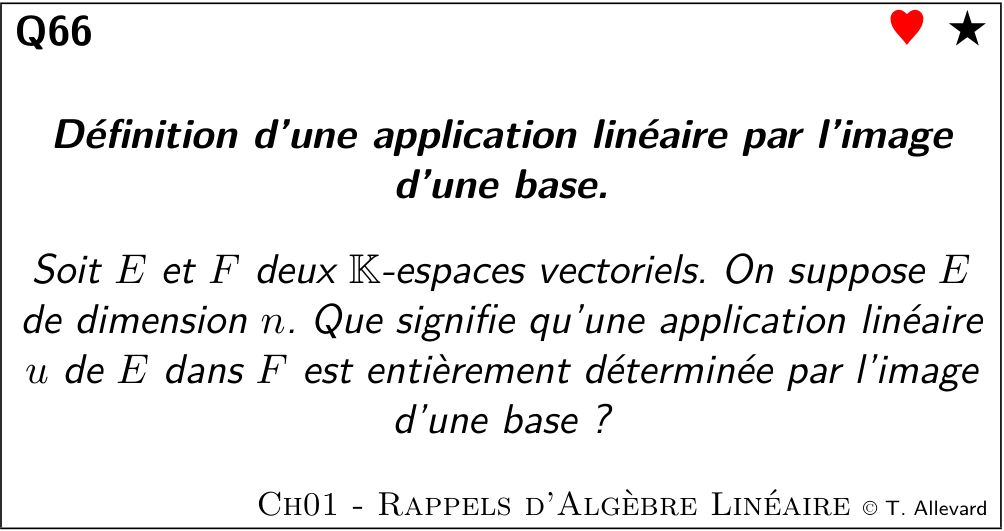 Q66
Définition d'une application linéaire par l'image
d'une base.
Soit E et F deux 𝕂-espaces vectoriels. On suppose E
de dimension n. Que signifie qu'une application linéaire
u de E dans F est entièrement déterminée par l'image
d'une base ?
Ch01 - Rappels d'Algèbre Linéaire © T. Allevard